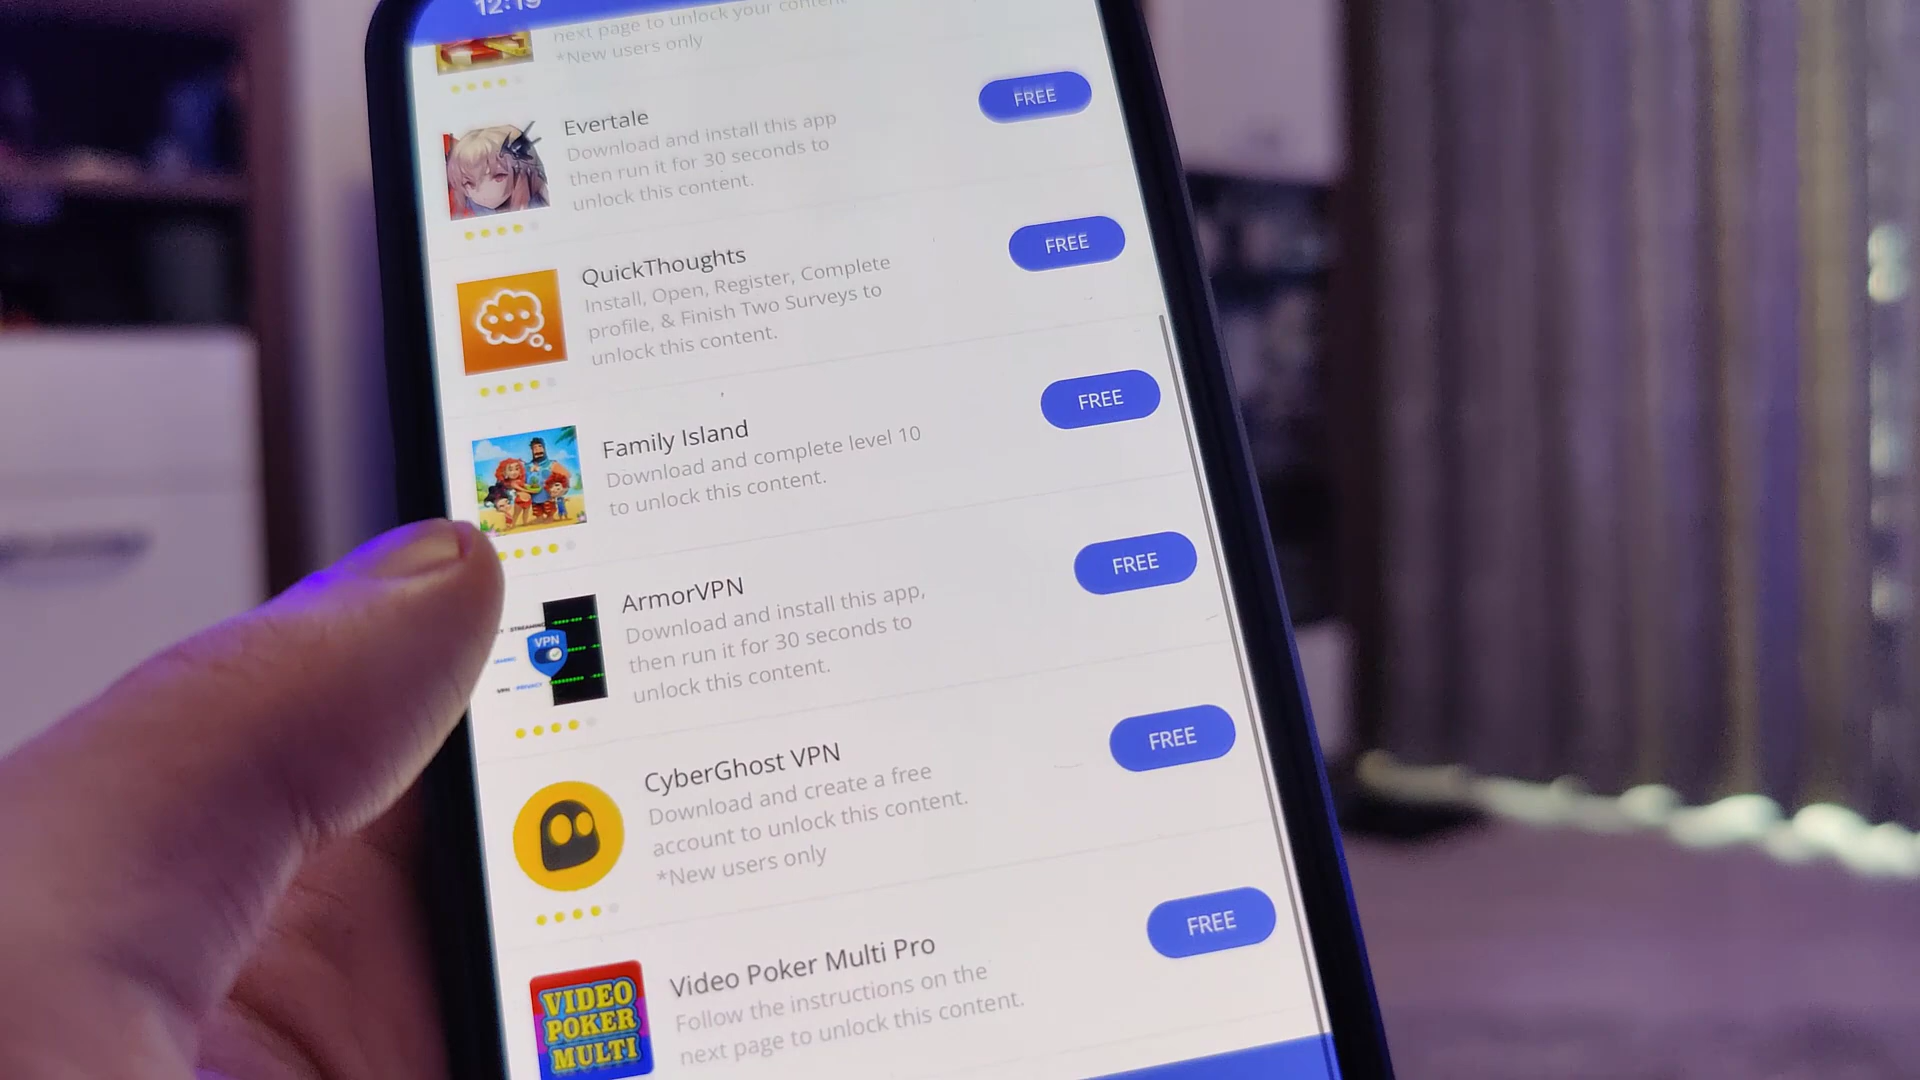 12:19
next page to unlock your content
*New users only
Evertale
Download and install this app
then run it for 30 seconds to
unlock this content.
FREE
QuickThoughts
Install, Open, Register, Complete
profile, & Finish Two Surveys to
unlock this content.
FREE
Family Island
Download and complete level 10
to unlock this content.
FREE
ArmorVPN
Download and install this app,
then run it for 30 seconds to
unlock this content.
FREE
STREAMING
VPN
VPN PRIVACY
CyberGhost VPN
Download and create a free
account to unlock this content.
*New users only
FREE
Video Poker Multi Pro
Follow the instructions on the
next page to unlock this content.
FREE
VIDEO
POKER
MULTI